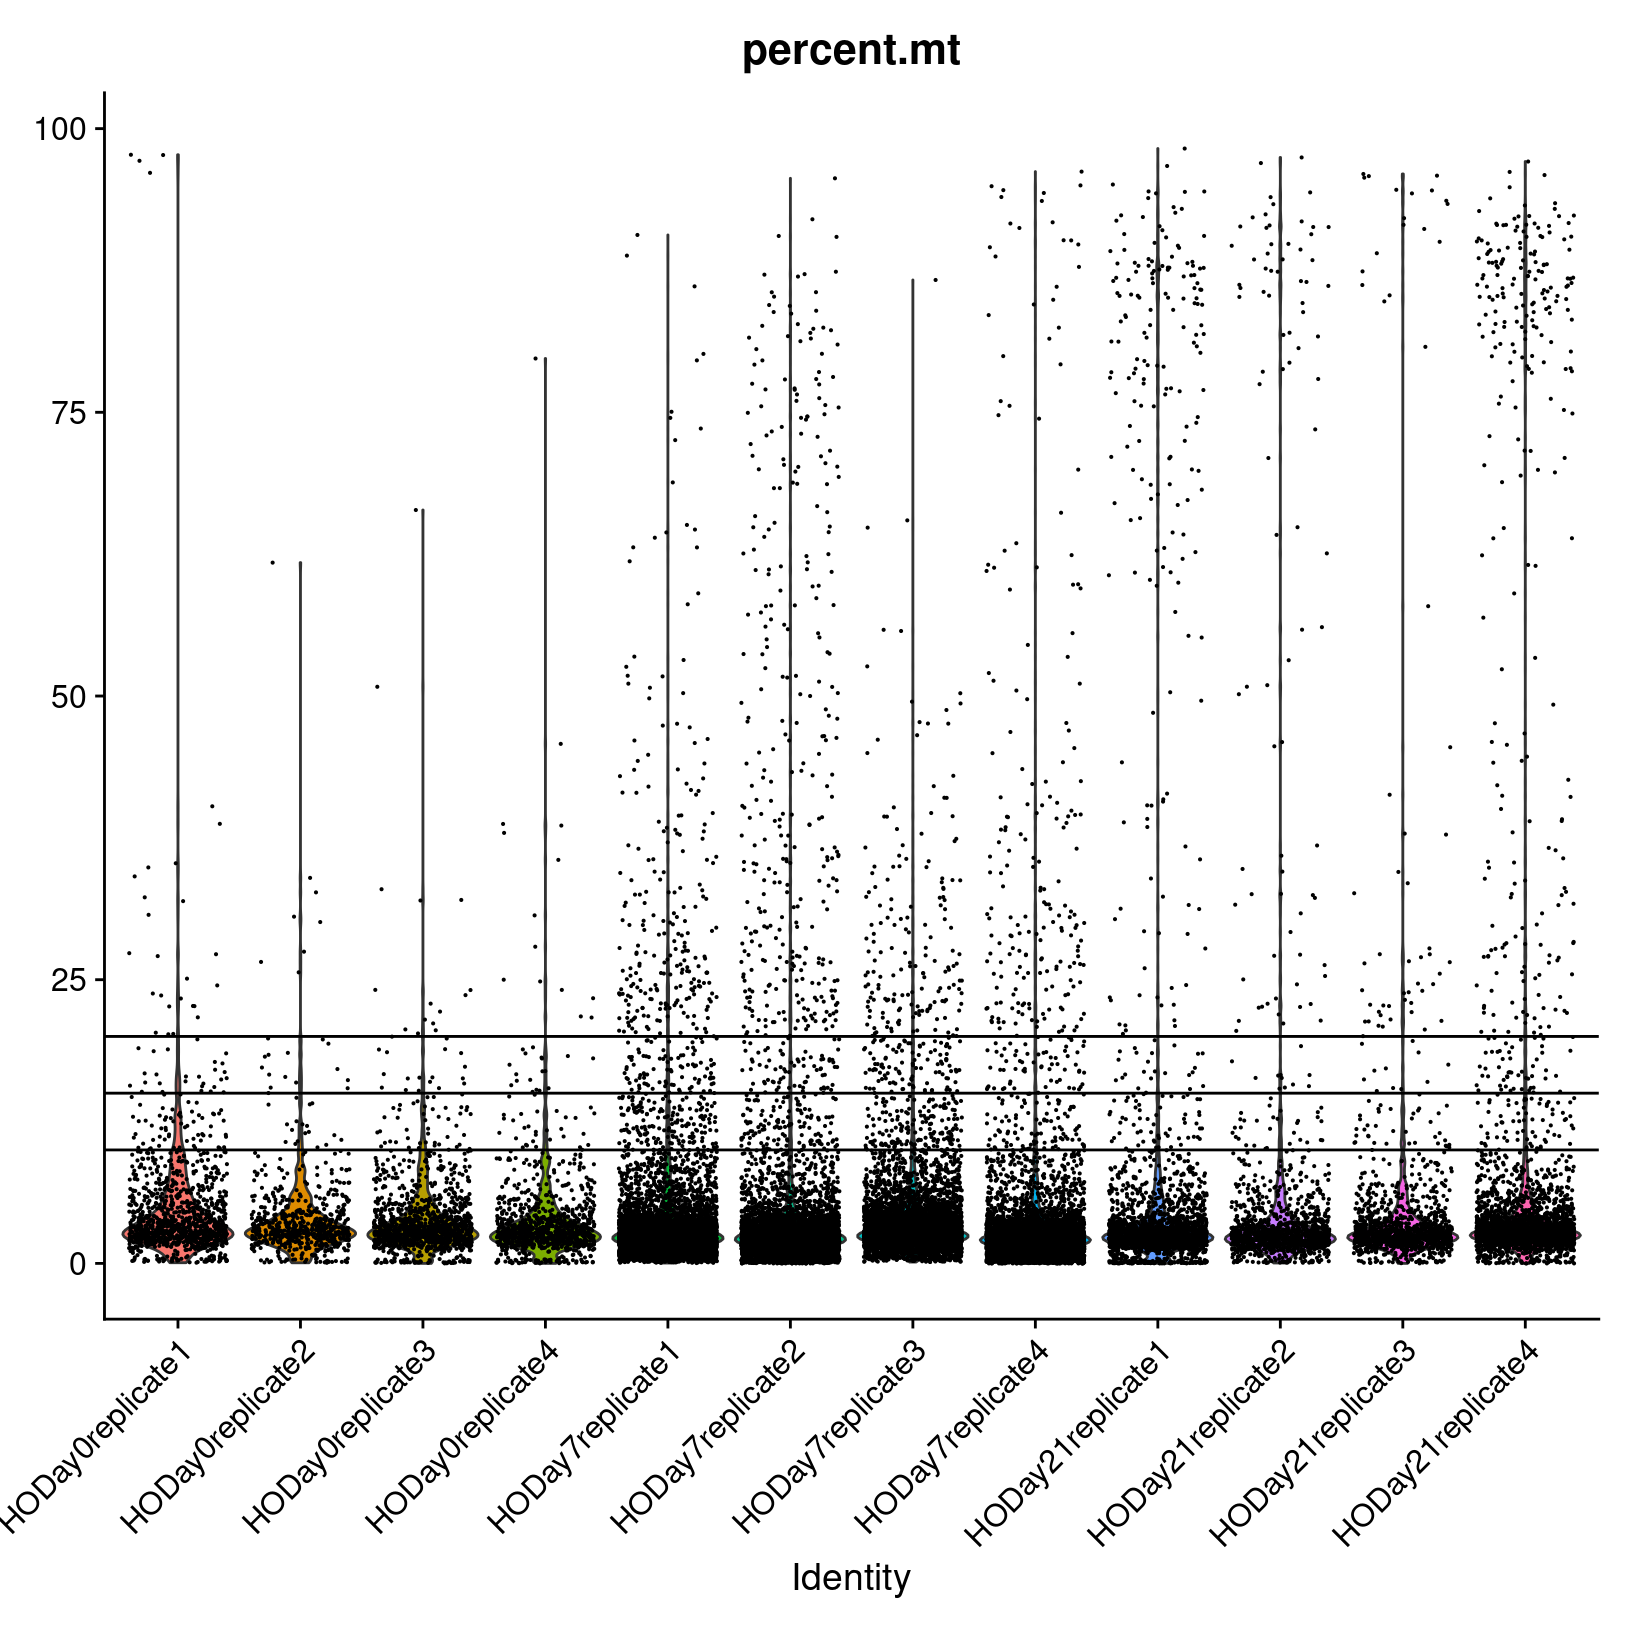 percent.mt
100
75
50
25
0
HODay0replicate1
HODay0replicate2
HODay0replicate3
HODay0replicate4
HODay7replicate1
HODay7replicate2
HODay7replicate3
HODay7replicate4
HODay21replicate1
HODay21replicate2
HODay21replicate3
HODay21replicate4
Identity